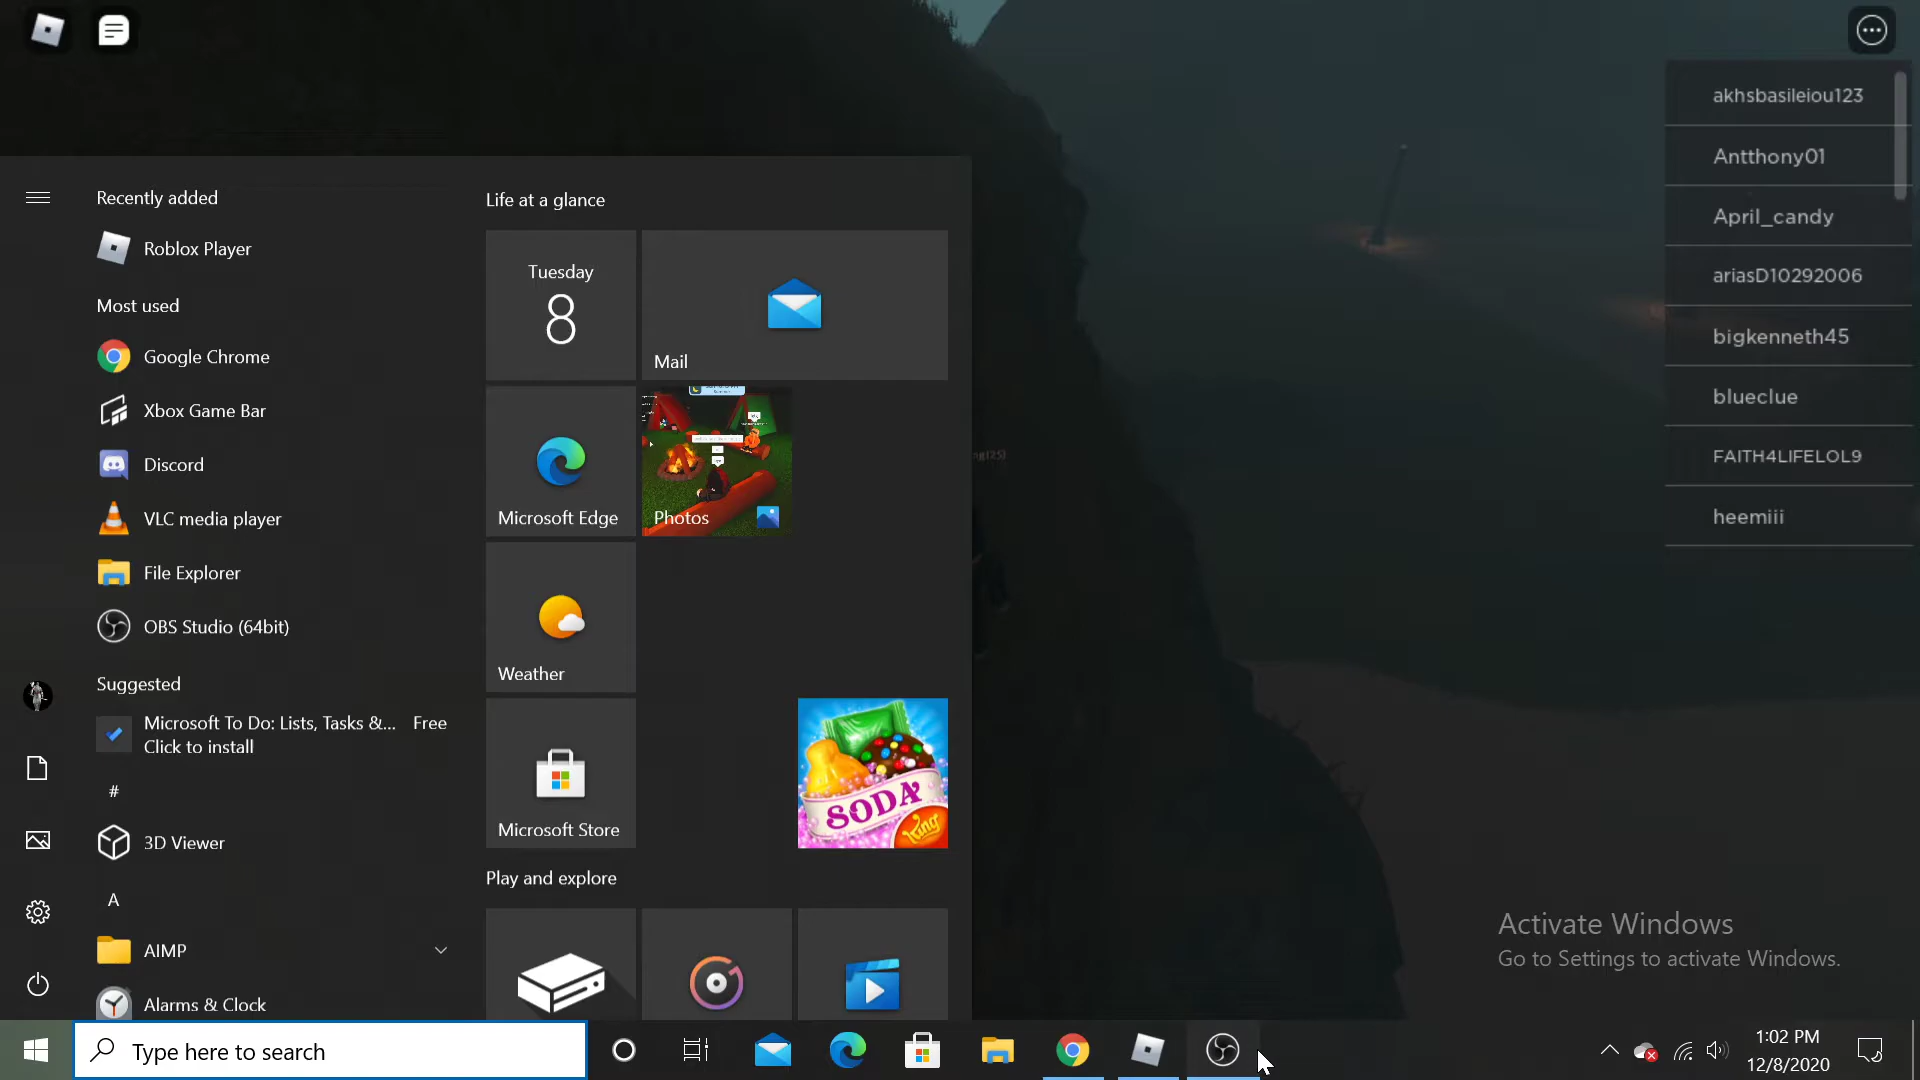 akhsbasileiou123
Antthony01
April_candy
ariasD10292006
bigkenneth45
blueclue
FAITH4LIFELOL9
heemiii
Recently added
Roblox Player
Most used
Google Chrome
Xbox Game Bar
Discord
VLC media player
File Explorer
OBS Studio (64bit)
Suggested
Microsoft To Do: Lists, Tasks &... Free
Click to install
#
3D Viewer
A
AIMP
Alarms & Clock
Life at a glance
Tuesday
8
Mail
Microsoft Edge
Photos
Weather
Microsoft Store
SODA
King
Play and explore
Activate Windows
Go to Settings to activate Windows.
Type here to search
1:02 PM
12/8/2020